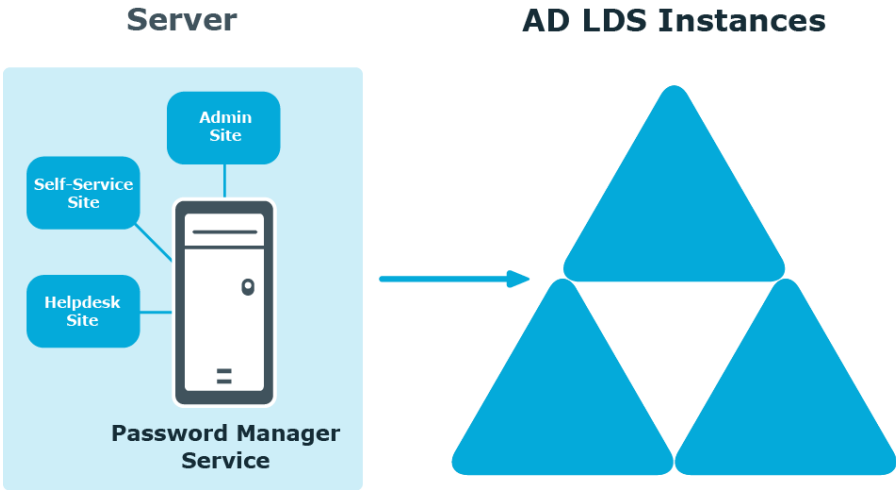 Server
AD LDS Instances
Admin
Site
Self-Service
Site
Helpdesk
Site
Password Manager
Service